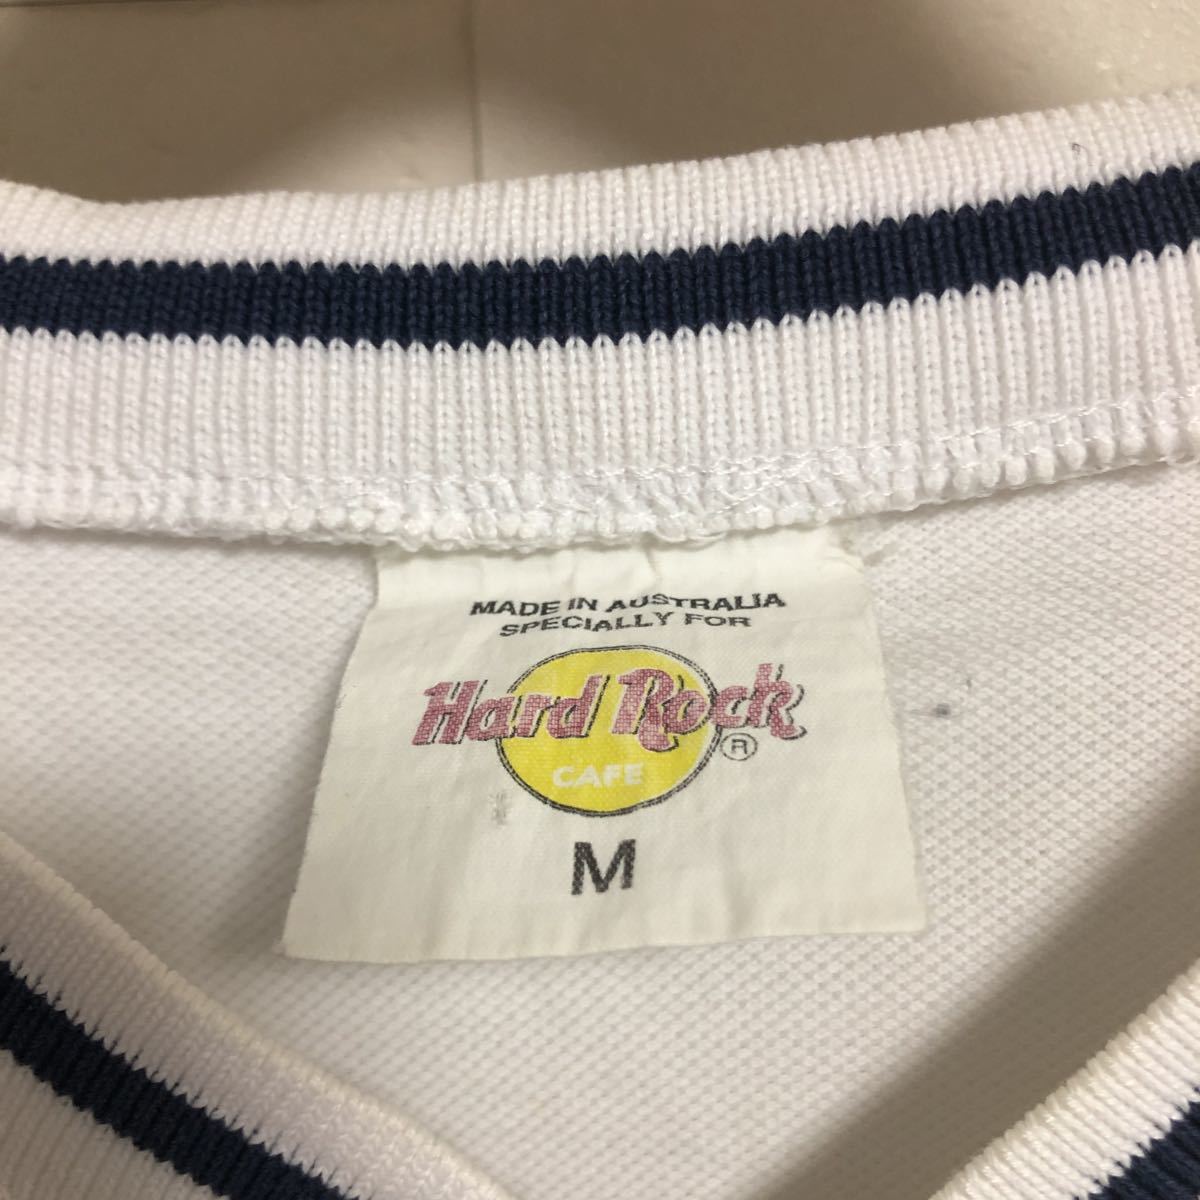 MADE IN AUSTRALIA
SPECIALLY FOR
Hard Rock
®
CAFE
M